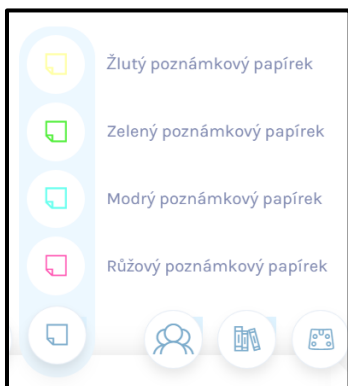 Žlutý poznámkový papírek
Zelený poznámkový papírek
Modrý poznámkový papírek
Růžový poznámkový papírek